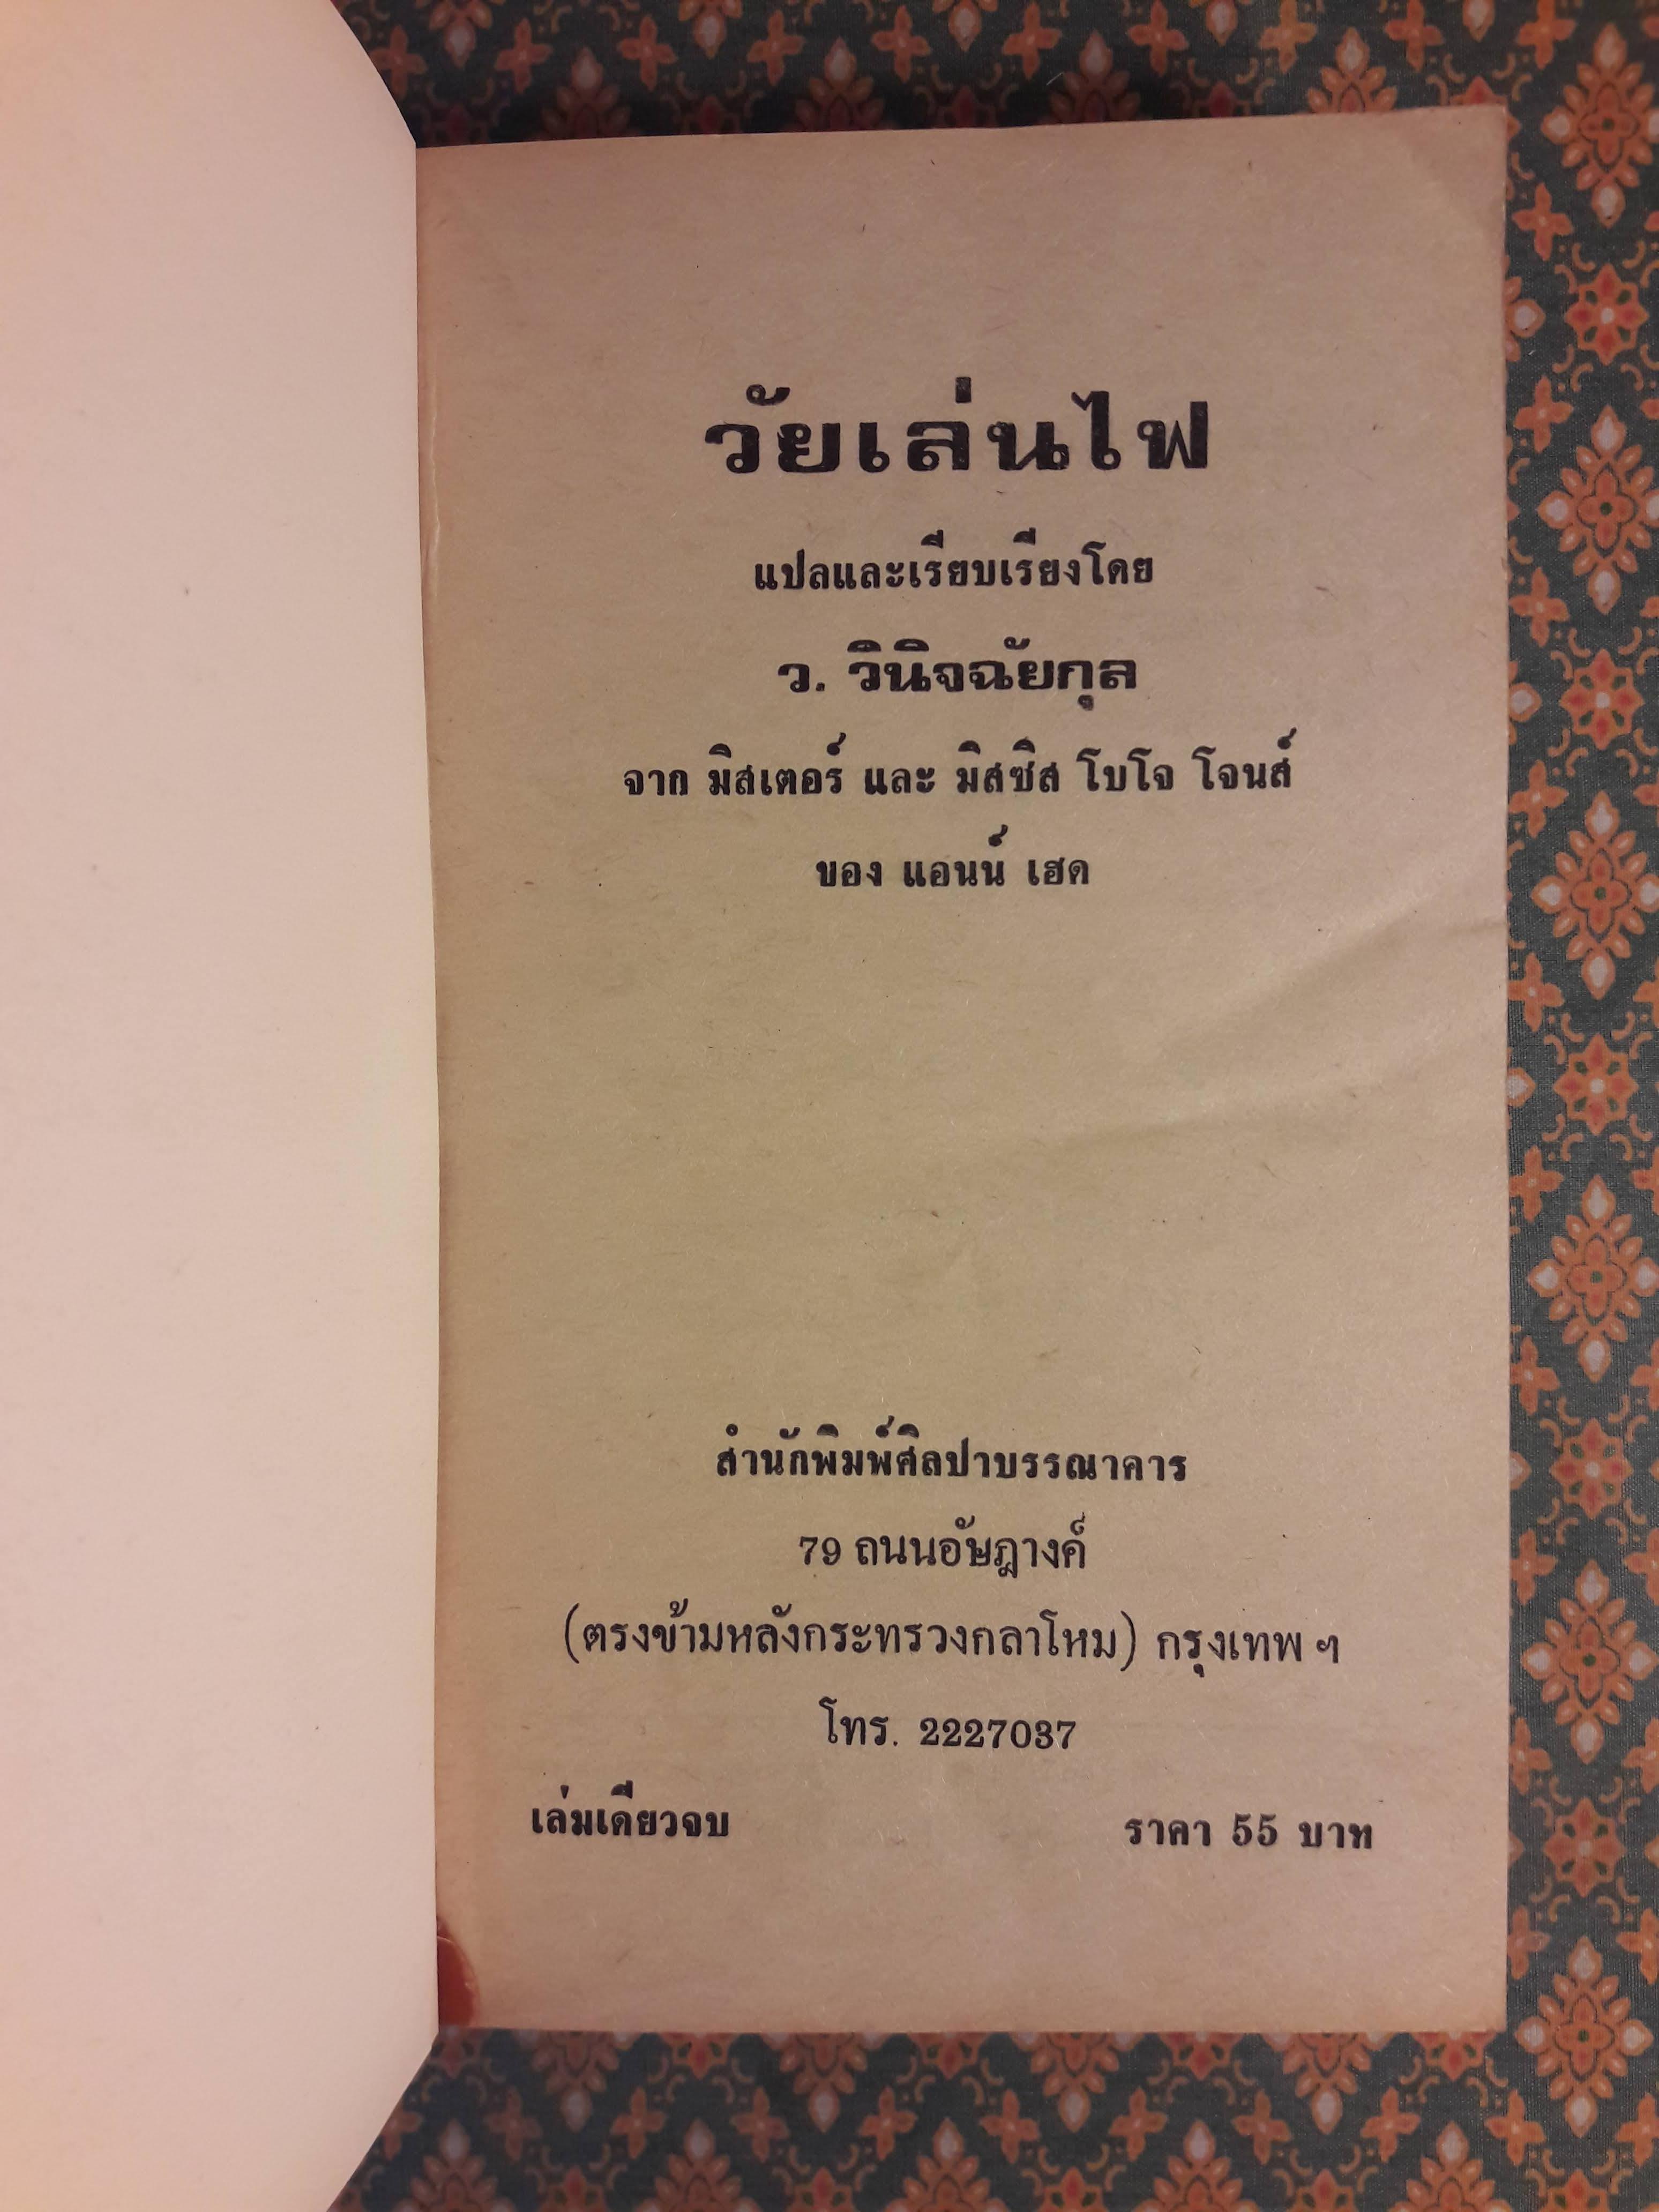 วัยเล่นไฟ
แปลและเรียบเรียงโดย
ว. วินิจฉัยกุล
จาก มิสเตอร์ และ มิสซิส โบโจ โจนส์
ของ แอนน์ เฮด
สำนักพิมพ์ศิลปาบรรณาคาร
79 ถนนอัษฎางค์
(ตรงข้ามหลังกระทรวงกลาโหม) กรุงเทพ ฯ
โทร. 2227037
เล่มเดียวจบ ราคา 55 บาท